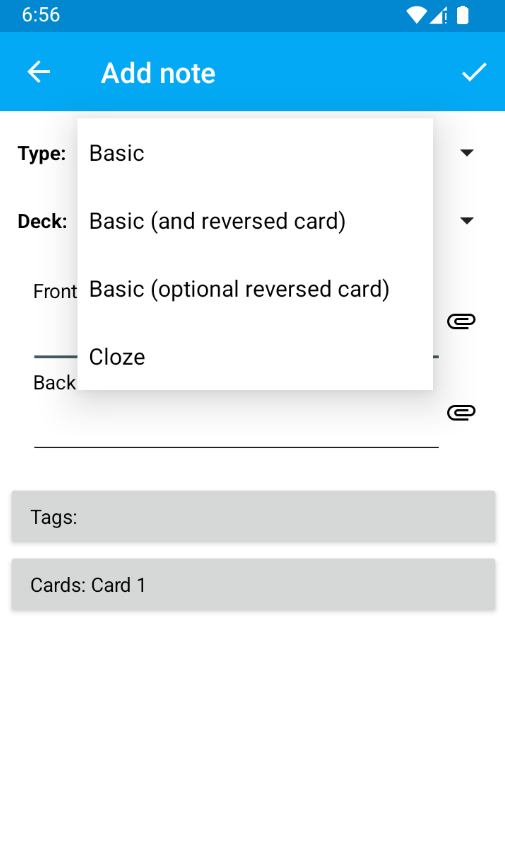 6:56
Add note
Type:
Basic
Deck:
Basic (and reversed card)
Front
Basic (optional reversed card)
Cloze
Back
Tags:
Cards: Card 1